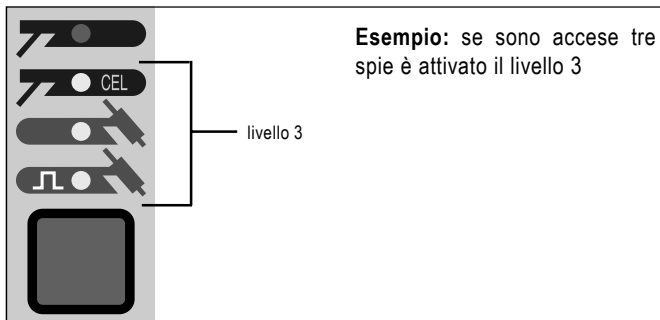 Esempio: se sono accese tre
spie è attivato il livello 3
CEL
livello 3